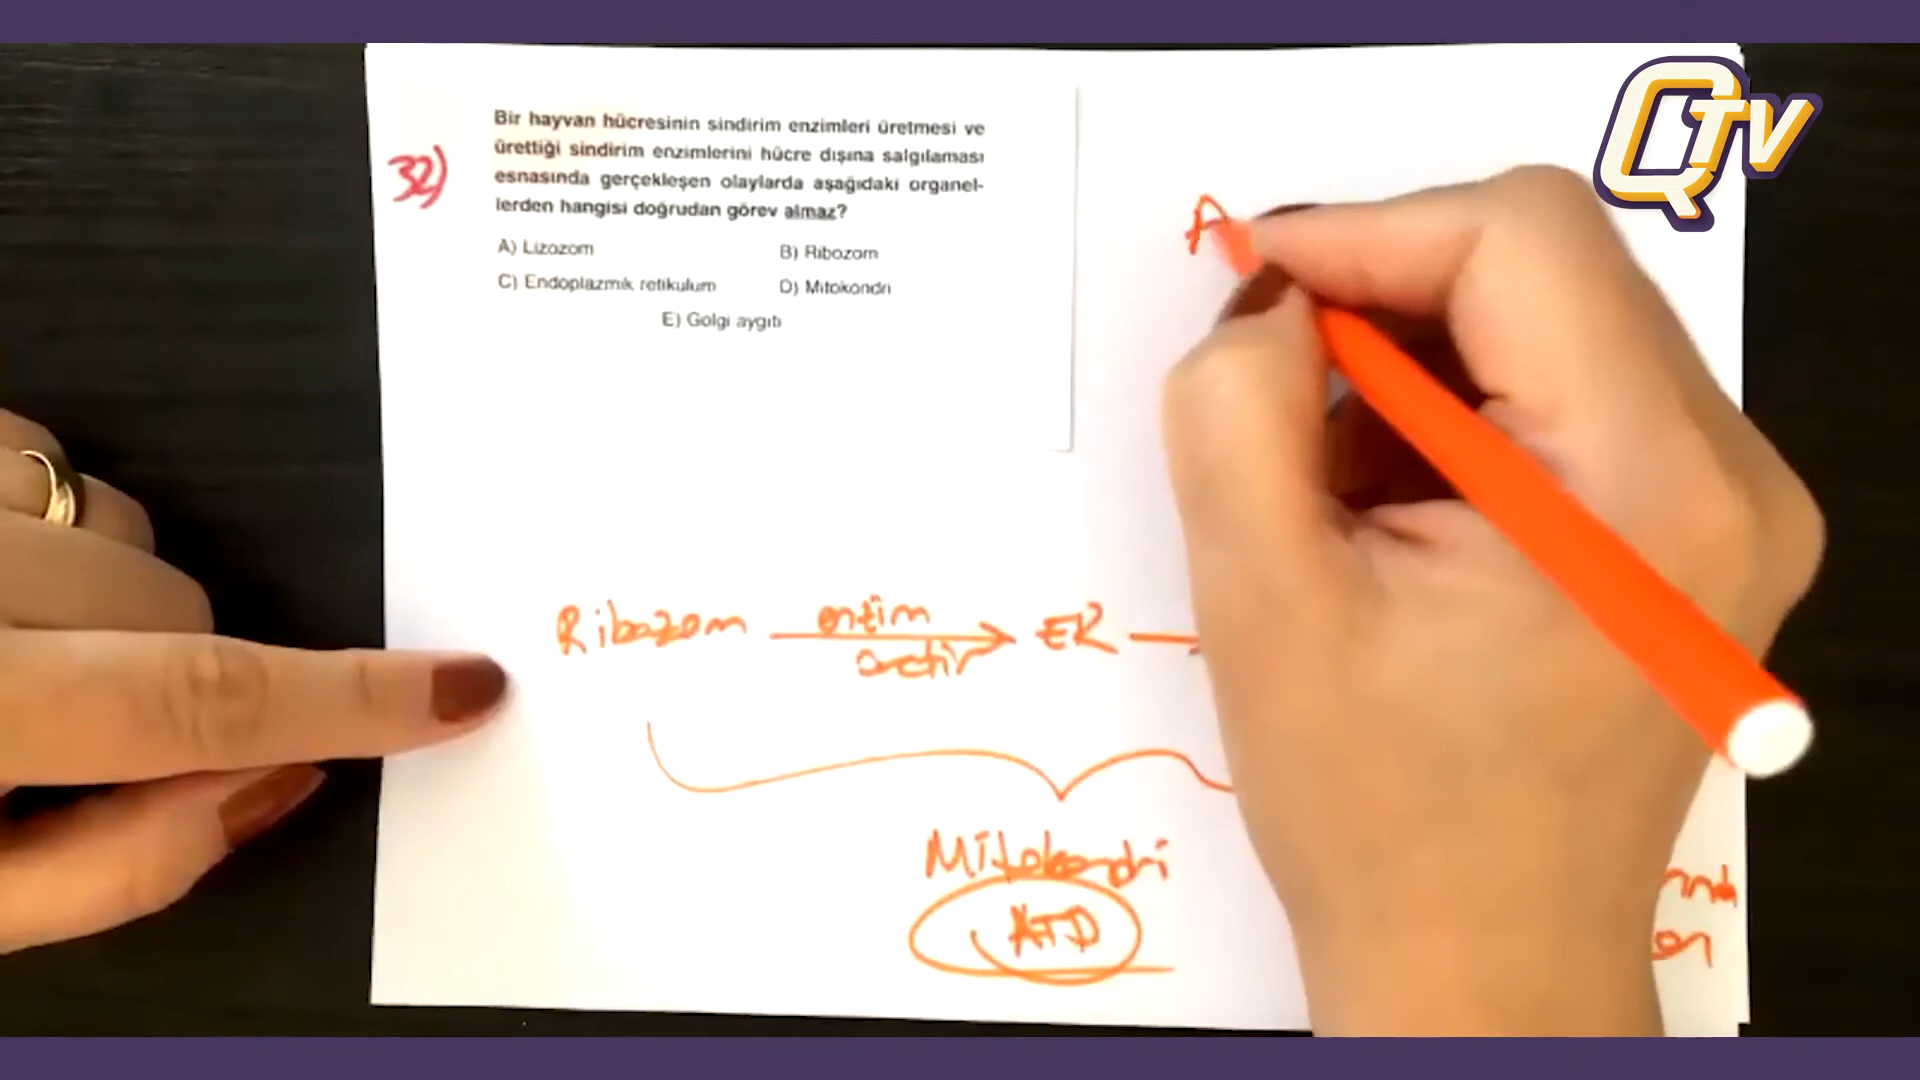 QTV
32)
Bir hayvan hücresinin sindirim enzimleri üretmesi ve
ürettiği sindirim enzimlerini hücre dışına salgılaması
esnasında gerçekleşen olaylarda aşağıdaki organel-
lerden hangisi doğrudan görev almaz?
A) Lizozom
B) Ribozom
C) Endoplazmik retikulum
D) Mitokondri
E) Golgi aygıtı
A
Ribozom enzim ER
üretir
Mitokondri
ATP